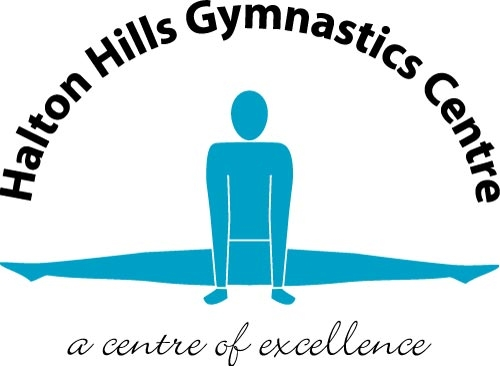 Halton Hills Gymnastics Centre
a centre of excellence